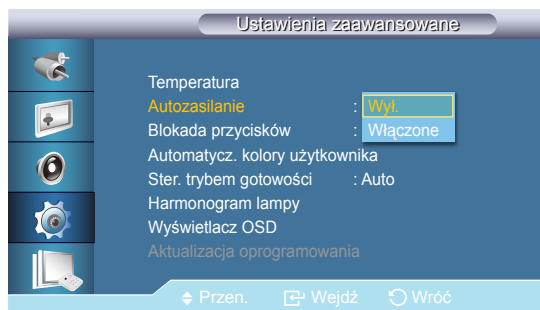 Ustawienia zaawansowane
Temperatura
Autozasilanie : Wył.
Blokada przycisków : Włączone
Automatycz. kolory użytkownika
Ster. trybem gotowości : Auto
Harmonogram lampy
Wyświetlacz OSD
Aktualizacja oprogramowania
Przen. Wejdź Wróć